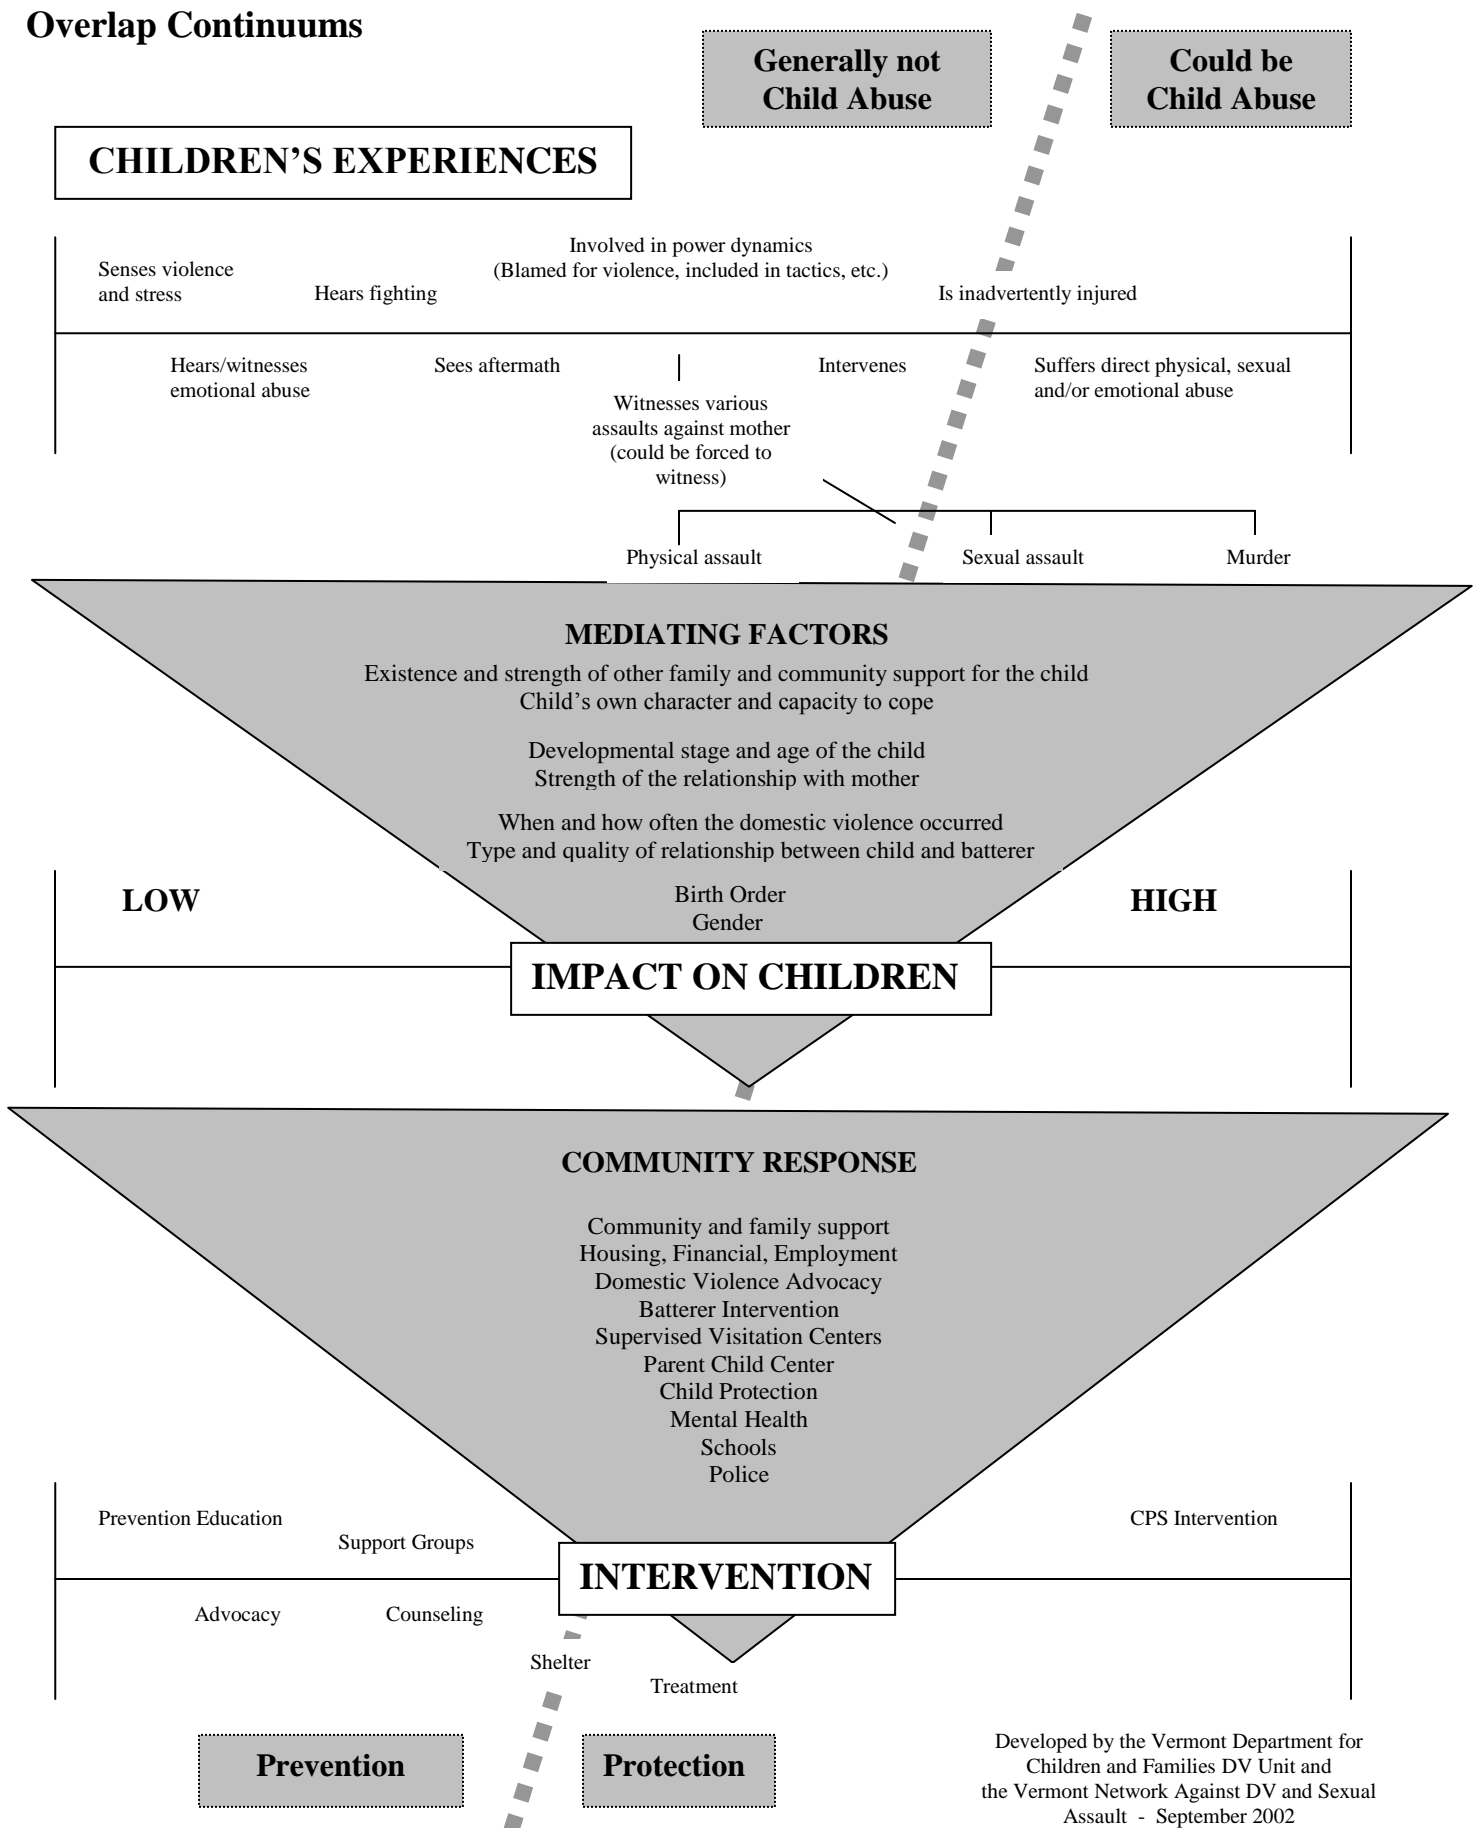 Overlap Continuums
Generally not
Child Abuse
Could be
Child Abuse
CHILDREN’S EXPERIENCES
Senses violence
and stress
Hears fighting
Involved in power dynamics
(Blamed for violence, included in tactics, etc.)
Is inadvertently injured
Hears/witnesses
emotional abuse
Sees aftermath
Witnesses various
assaults against mother
(could be forced to
witness)
Intervenes
Suffers direct physical, sexual
and/or emotional abuse
Physical assault
Sexual assault
Murder
MEDIATING FACTORS
Existence and strength of other family and community support for the child
Child’s own character and capacity to cope
Developmental stage and age of the child
Strength of the relationship with mother
When and how often the domestic violence occurred
Type and quality of relationship between child and batterer
Birth Order
Gender
LOW
HIGH
IMPACT ON CHILDREN
COMMUNITY RESPONSE
Community and family support
Housing, Financial, Employment
Domestic Violence Advocacy
Batterer Intervention
Supervised Visitation Centers
Parent Child Center
Child Protection
Mental Health
Schools
Police
Prevention Education
Support Groups
CPS Intervention
INTERVENTION
Advocacy
Counseling
Shelter
Treatment
Prevention
Protection
Developed by the Vermont Department for
Children and Families DV Unit and
the Vermont Network Against DV and Sexual
Assault - September 2002